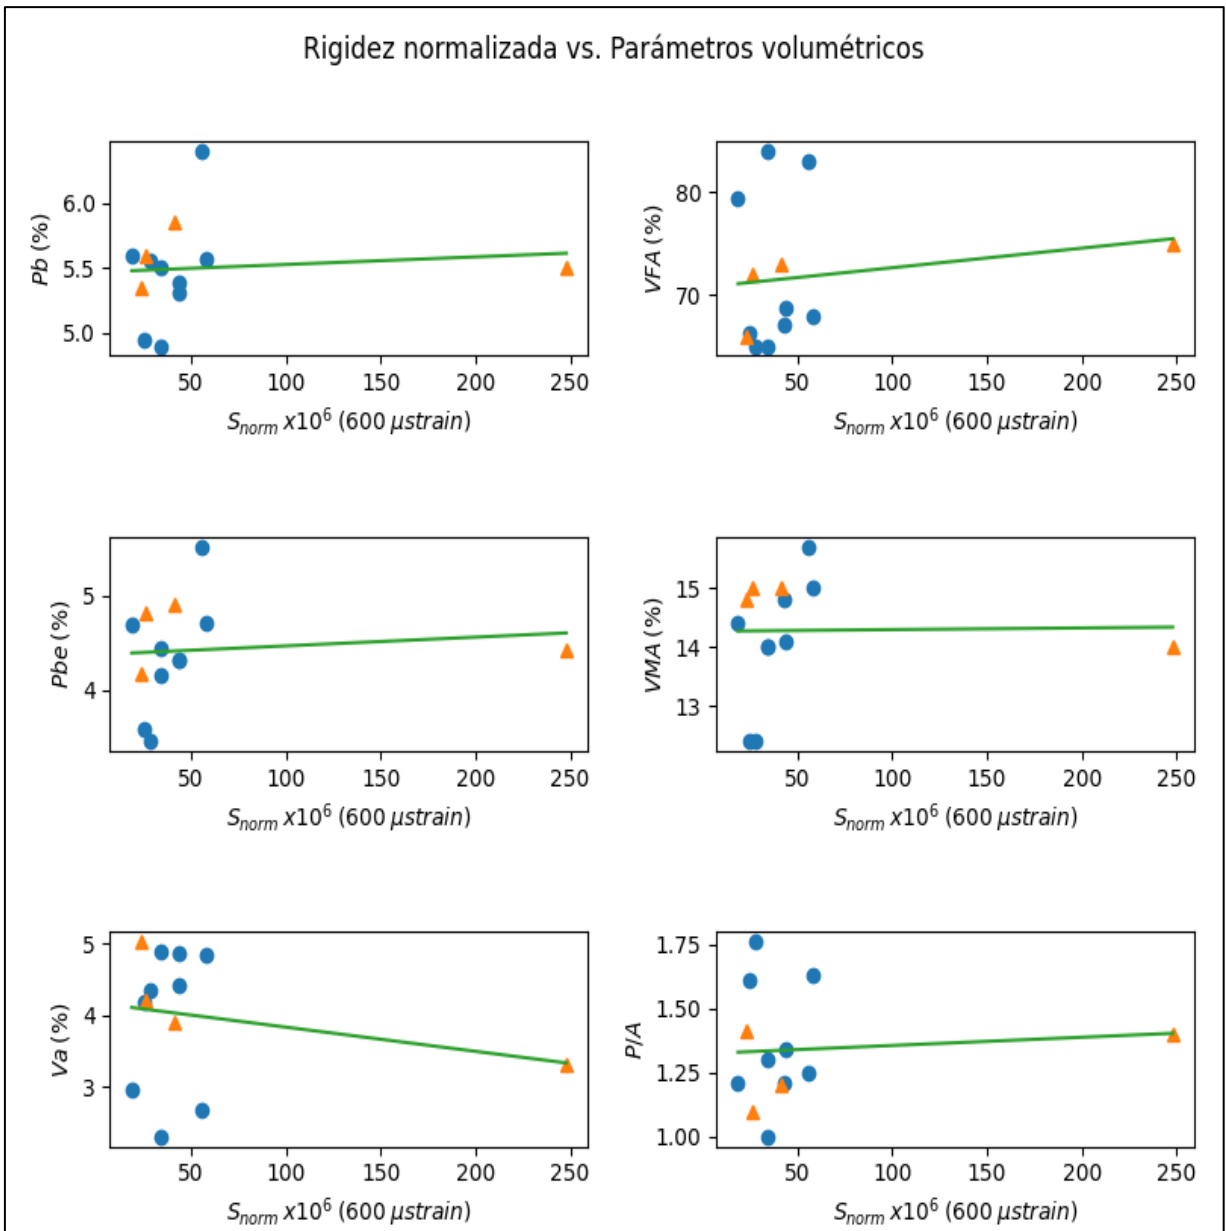 Rigidez normalizada vs. Parámetros volumétricos
Pb (%)
6.0
5.5
5.0
50 100 150 200 250
S_norm x10^6 (600 μstrain)
VFA (%)
80
70
50 100 150 200 250
S_norm x10^6 (600 μstrain)
Pbe (%)
5
4
50 100 150 200 250
S_norm x10^6 (600 μstrain)
VMA (%)
15
14
13
50 100 150 200 250
S_norm x10^6 (600 μstrain)
Va (%)
5
4
3
50 100 150 200 250
S_norm x10^6 (600 μstrain)
P/A
1.75
1.50
1.25
1.00
50 100 150 200 250
S_norm x10^6 (600 μstrain)